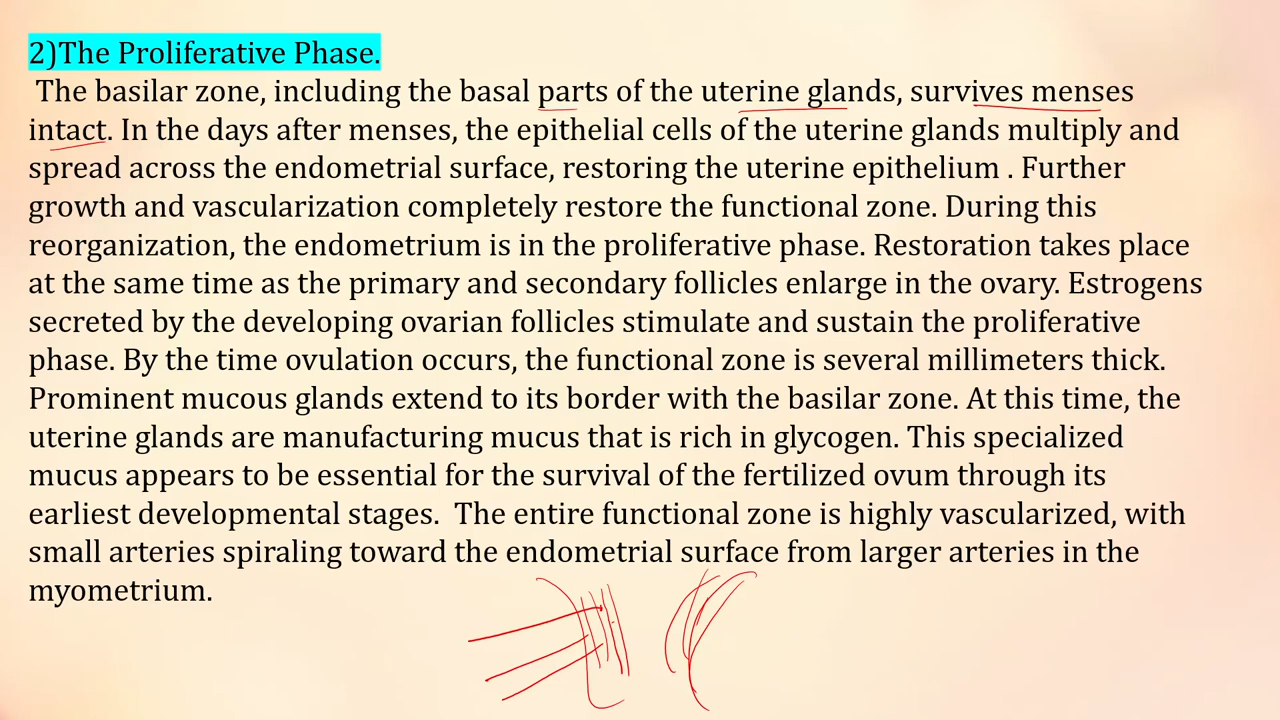 2)The Proliferative Phase.
The basilar zone, including the basal parts of the uterine glands, survives menses
intact. In the days after menses, the epithelial cells of the uterine glands multiply and
spread across the endometrial surface, restoring the uterine epithelium . Further
growth and vascularization completely restore the functional zone. During this
reorganization, the endometrium is in the proliferative phase. Restoration takes place
at the same time as the primary and secondary follicles enlarge in the ovary. Estrogens
secreted by the developing ovarian follicles stimulate and sustain the proliferative
phase. By the time ovulation occurs, the functional zone is several millimeters thick.
Prominent mucous glands extend to its border with the basilar zone. At this time, the
uterine glands are manufacturing mucus that is rich in glycogen. This specialized
mucus appears to be essential for the survival of the fertilized ovum through its
earliest developmental stages.  The entire functional zone is highly vascularized, with
small arteries spiraling toward the endometrial surface from larger arteries in the
myometrium.